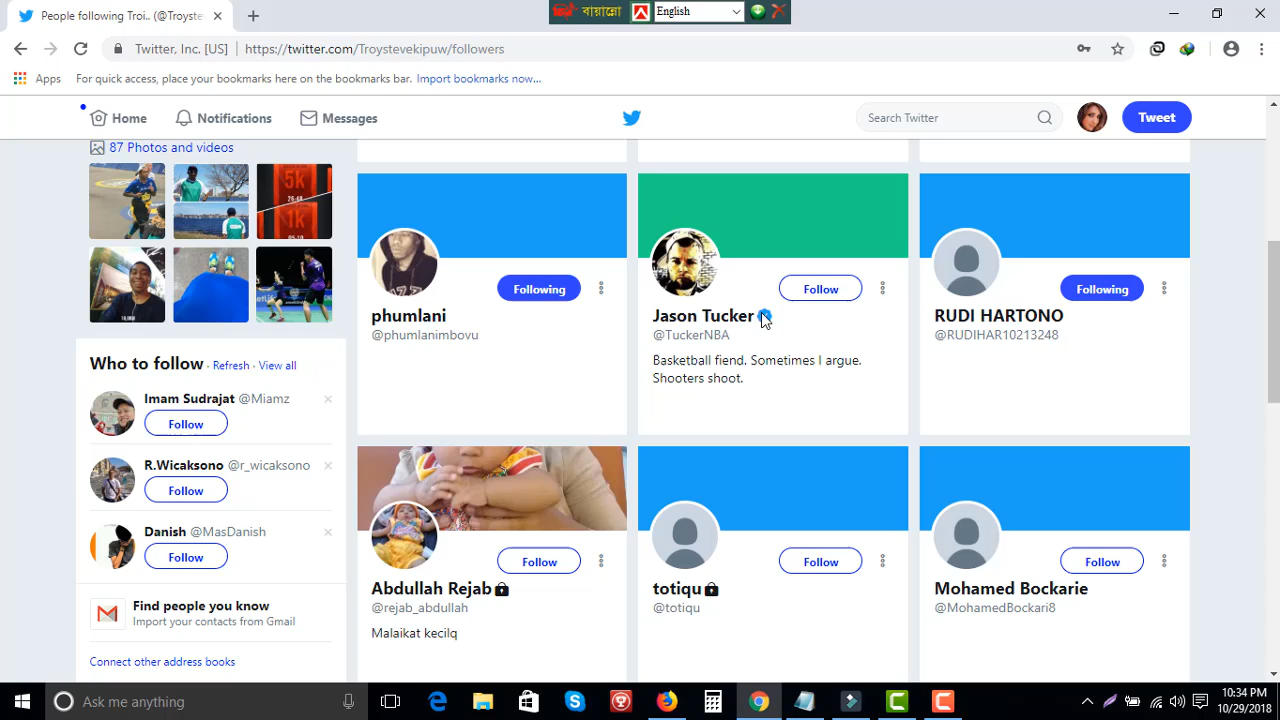 People following Troi.. (@Troyste
বায়ান্নো
English
Twitter, Inc. [US]
https://twitter.com/Troystevekipuw/followers
Apps
For quick access, place your bookmarks here on the bookmarks bar. Import bookmarks now...
Home
Notifications
Messages
Search Twitter
Tweet
87 Photos and videos
Following
phumlani
@phumlanimbovu
Follow
Jason Tucker
@TuckerNBA
Basketball fiend. Sometimes I argue.
Shooters shoot.
Following
RUDI HARTONO
@RUDIHAR10213248
Who to follow · Refresh · View all
Imam Sudrajat @Miamz
Follow
R.Wicaksono @r_wicaksono
Follow
Danish @MasDanish
Follow
Find people you know
Import your contacts from Gmail
Connect other address books
Follow
Abdullah Rejab
@rejab_abdullah
Malaikat kecilq
Follow
totiqu
@totiqu
Follow
Mohamed Bockarie
@MohamedBockari8
Ask me anything
10:34 PM
10/29/2018